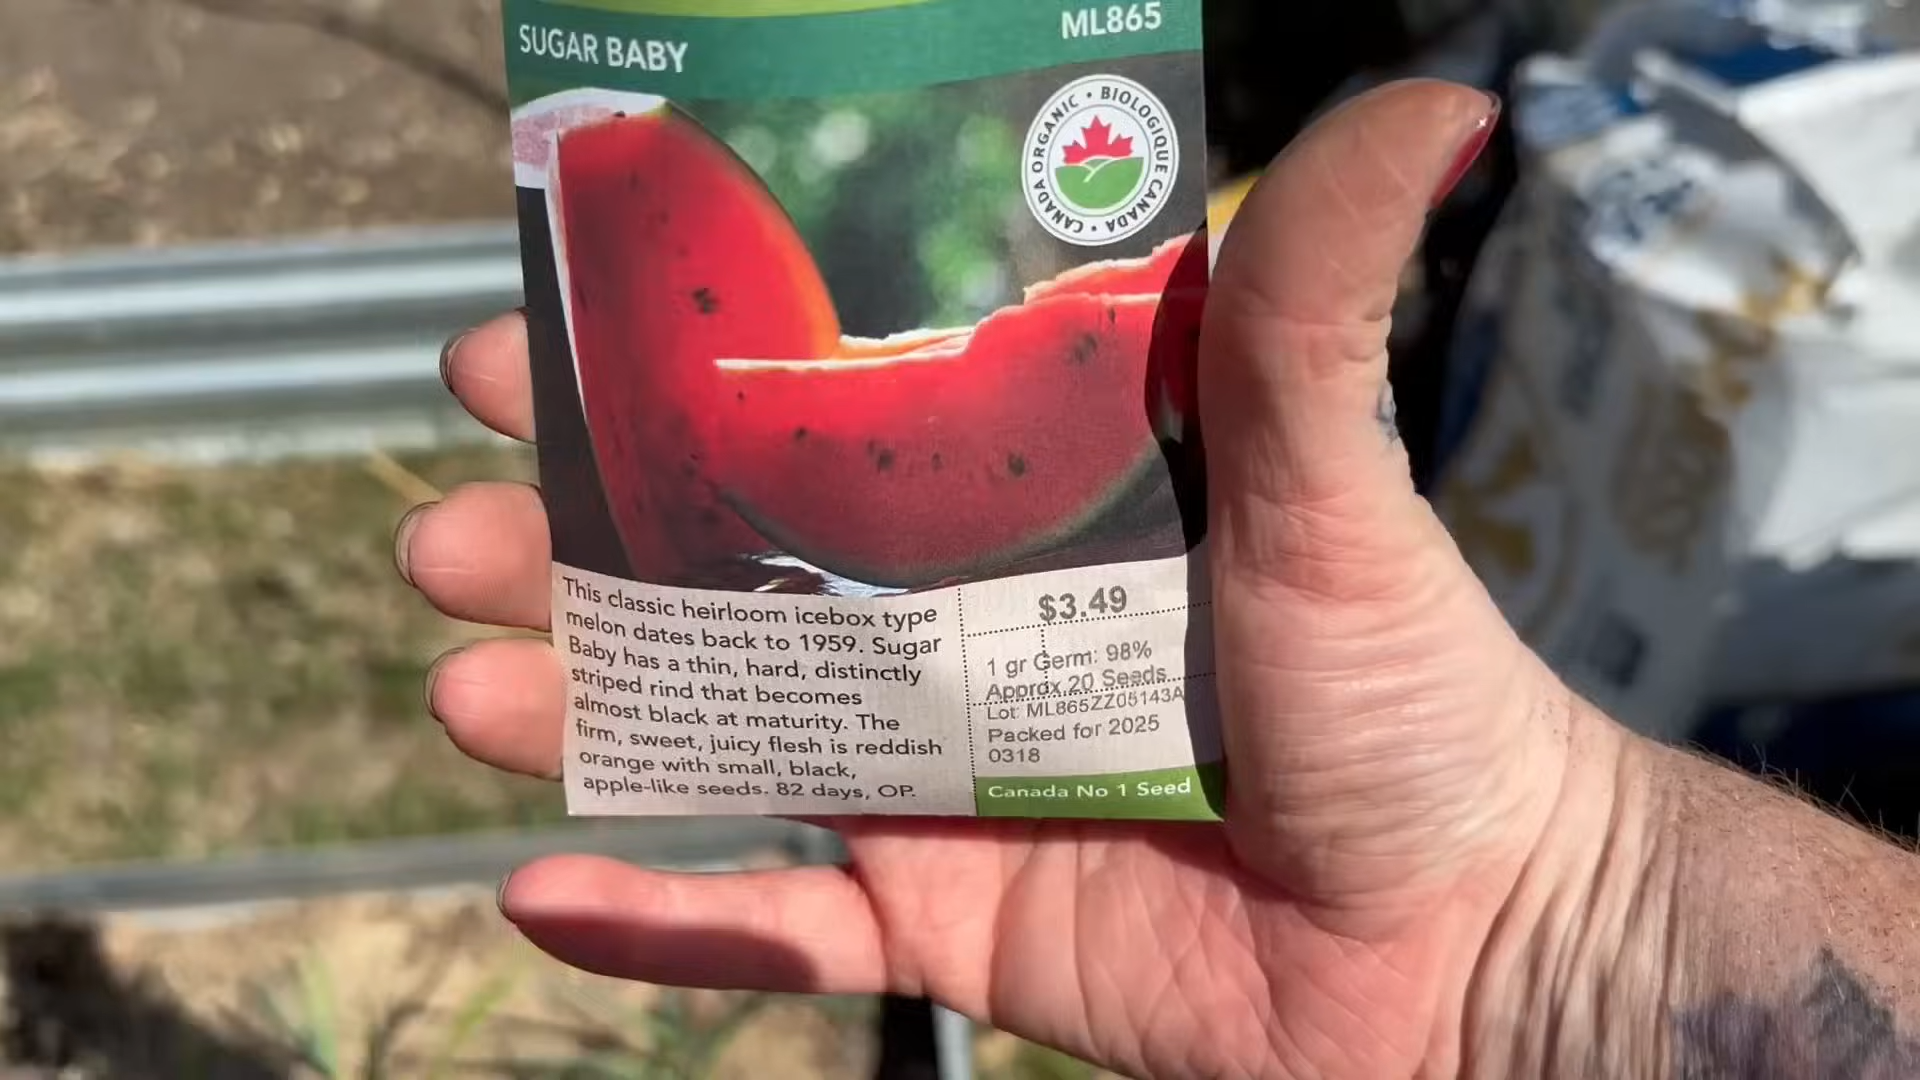 SUGAR BABY
ML865
CANADA ORGANIC • BIOLOGIQUE CANADA •
This classic heirloom icebox type
melon dates back to 1959. Sugar
Baby has a thin, hard, distinctly
striped rind that becomes
almost black at maturity. The
firm, sweet, juicy flesh is reddish
orange with small, black,
apple-like seeds. 82 days, OP.
$3.49
1 gr Germ: 98%
Approx 20 Seeds
Lot: ML865ZZ05143A
Packed for 2025
0318
Canada No 1 Seed